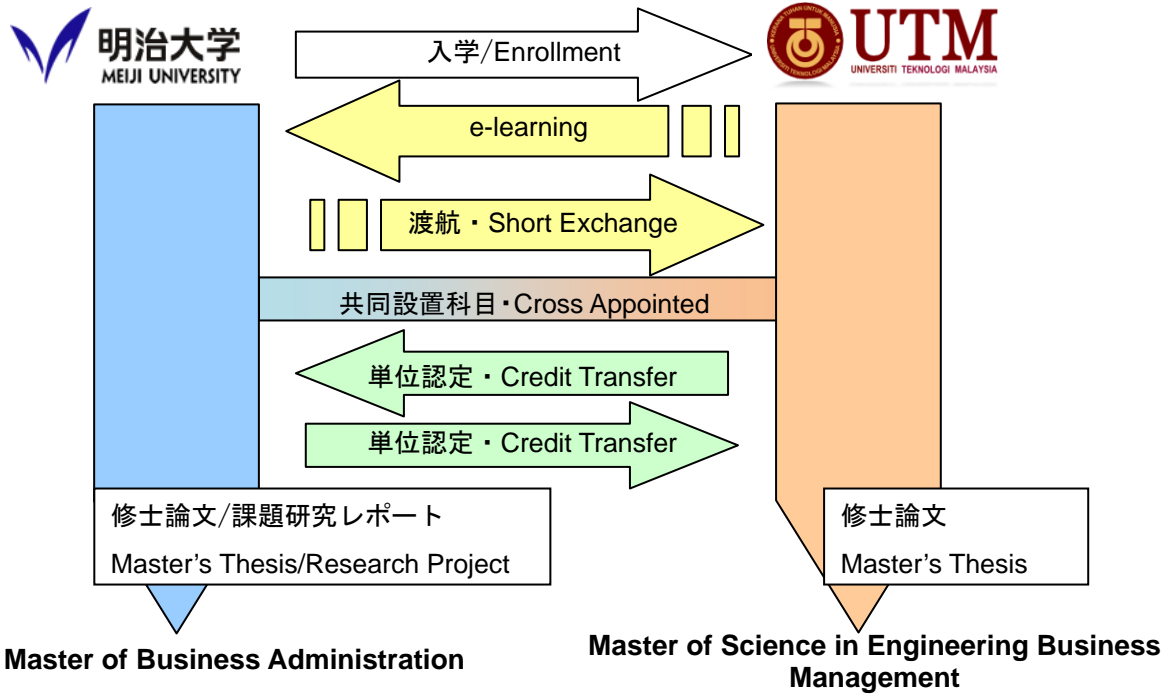 明治大学
MEIJI UNIVERSITY
入学/Enrollment
UTM
UNIVERSITI TEKNOLOGI MALAYSIA
e-learning
渡航・Short Exchange
共同設置科目・Cross Appointed
単位認定・Credit Transfer
単位認定・Credit Transfer
修士論文/課題研究レポート
Master’s Thesis/Research Project
修士論文
Master’s Thesis
Master of Business Administration
Master of Science in Engineering Business
Management